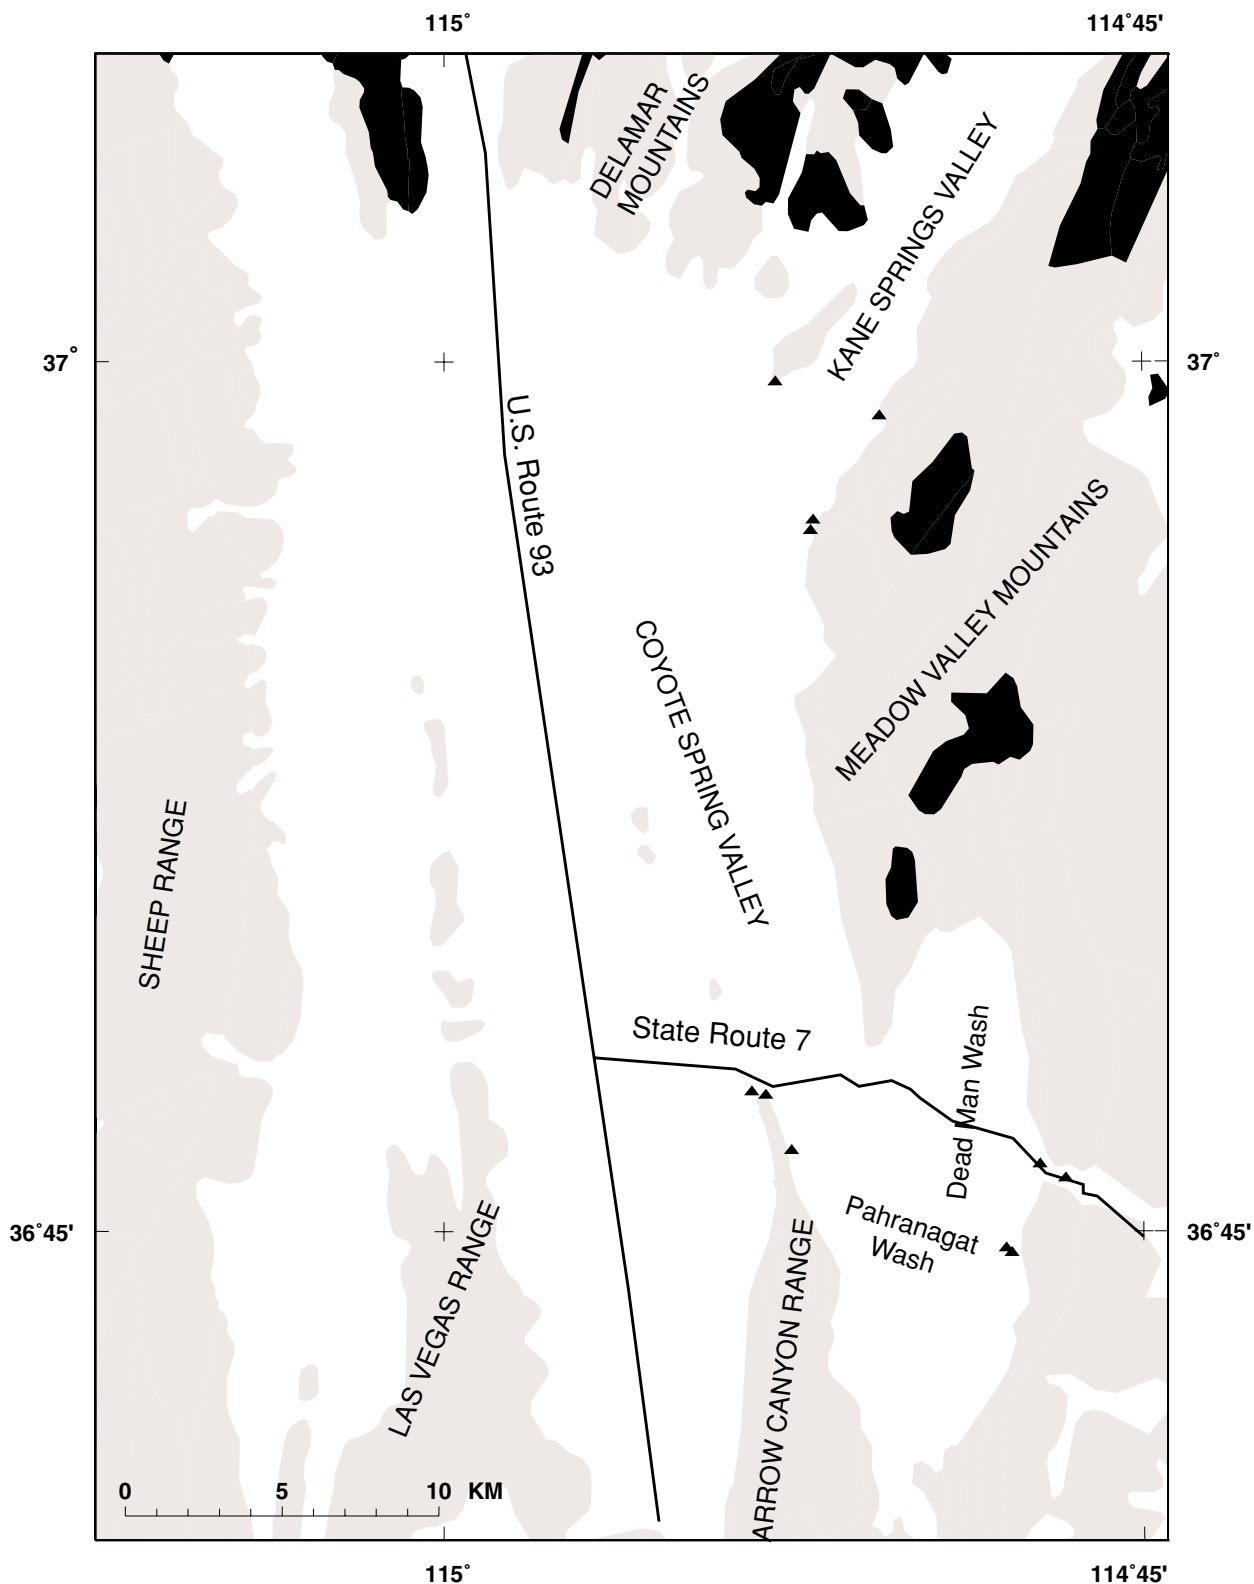 115˚
114˚45'
DELAMAR
MOUNTAINS
KANE SPRINGS VALLEY
37˚
37˚
U.S. Route 93
MEADOW VALLEY MOUNTAINS
COYOTE SPRING VALLEY
SHEEP RANGE
State Route 7
Dead Man Wash
36˚45'
36˚45'
Pahranagat
Wash
LAS VEGAS RANGE
ARROW CANYON RANGE
0 5 10 KM
115˚
114˚45'